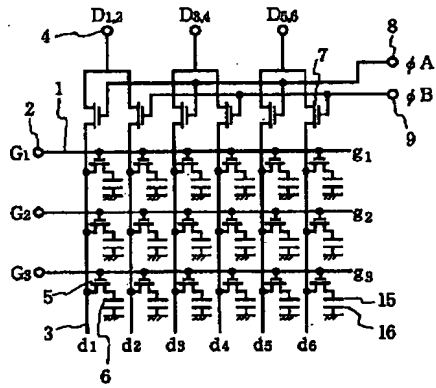 D1,2 D3,4 D5,6
4 7 8
φA
φB
1
2 9
G1 g1
G2 g2
G3 g3
5 15
3 16
d1 d2 d3 d4 d5 d6
6